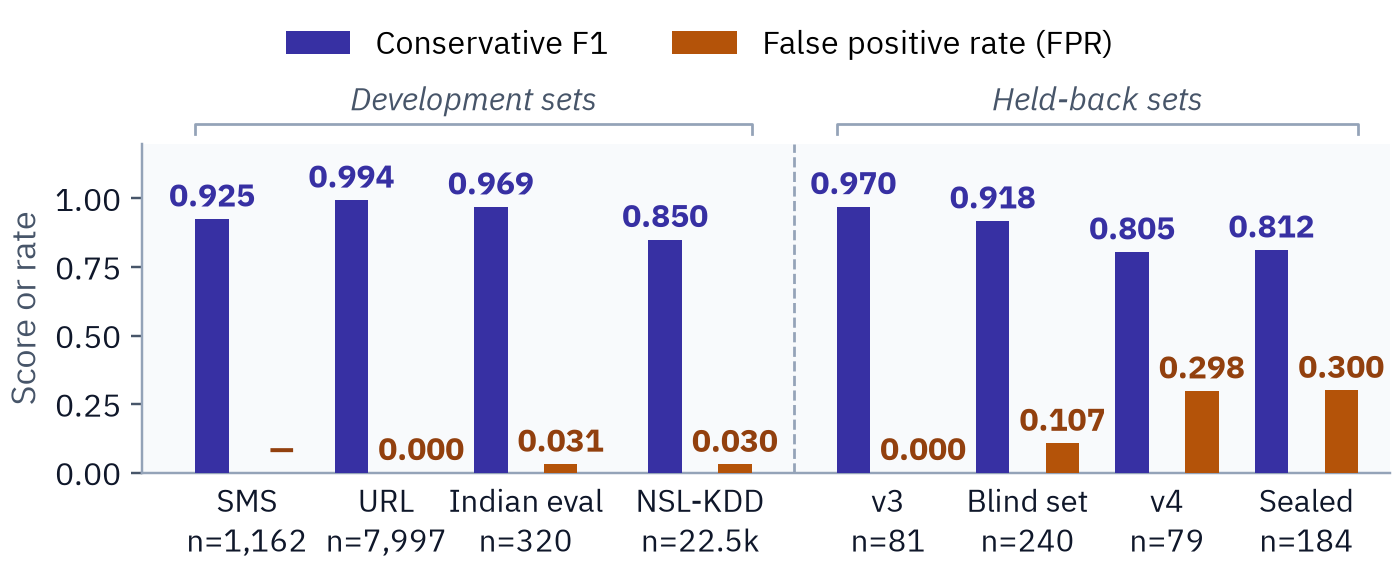 Conservative F1 False positive rate (FPR)
Development sets Held-back sets
Score or rate
1.00
0.75
0.50
0.25
0.00
0.925 – 0.994 0.000 0.969 0.031 0.850 0.030 0.970 0.000 0.918 0.107 0.805 0.298 0.812 0.300
SMS URL Indian eval NSL-KDD v3 Blind set v4 Sealed
n=1,162 n=7,997 n=320 n=22.5k n=81 n=240 n=79 n=184